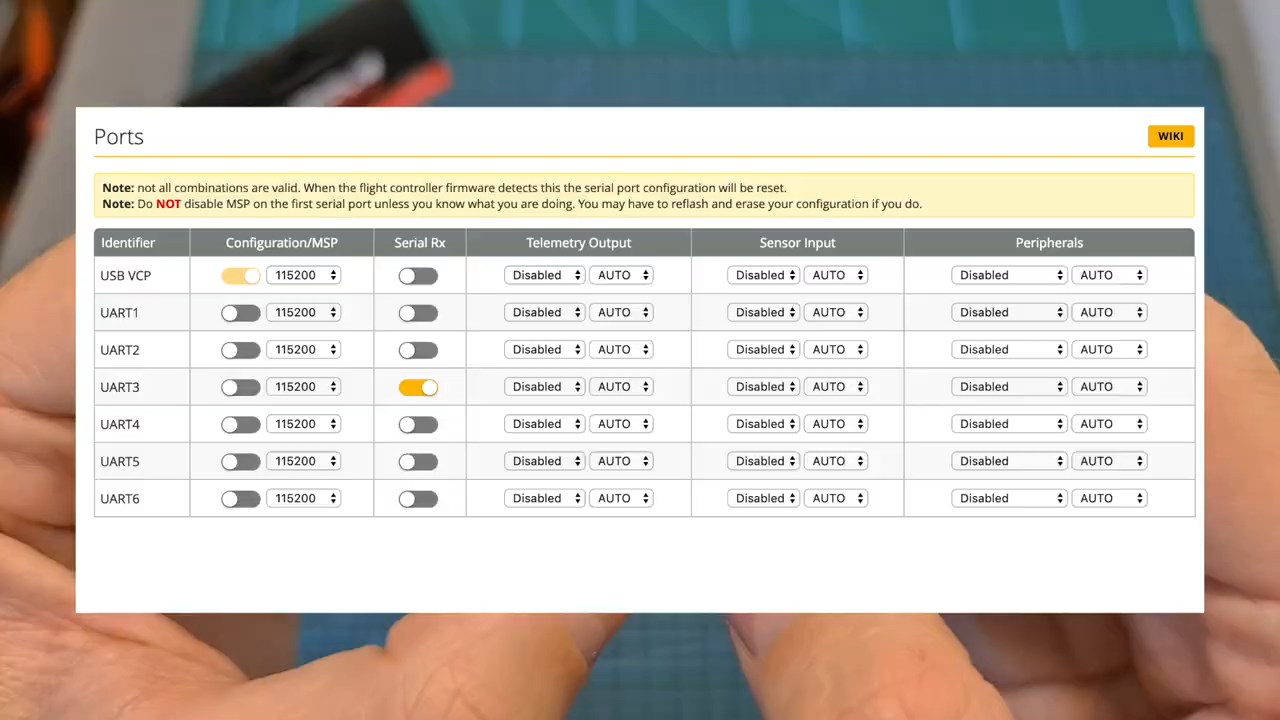 Ports
WIKI
Note: not all combinations are valid. When the flight controller firmware detects this the serial port configuration will be reset.
Note: Do NOT disable MSP on the first serial port unless you know what you are doing. You may have to reflash and erase your configuration if you do.
Identifier Configuration/MSP Serial Rx Telemetry Output Sensor Input Peripherals
USB VCP 115200 Disabled AUTO Disabled AUTO Disabled AUTO
UART1 115200 Disabled AUTO Disabled AUTO Disabled AUTO
UART2 115200 Disabled AUTO Disabled AUTO Disabled AUTO
UART3 115200 Disabled AUTO Disabled AUTO Disabled AUTO
UART4 115200 Disabled AUTO Disabled AUTO Disabled AUTO
UART5 115200 Disabled AUTO Disabled AUTO Disabled AUTO
UART6 115200 Disabled AUTO Disabled AUTO Disabled AUTO